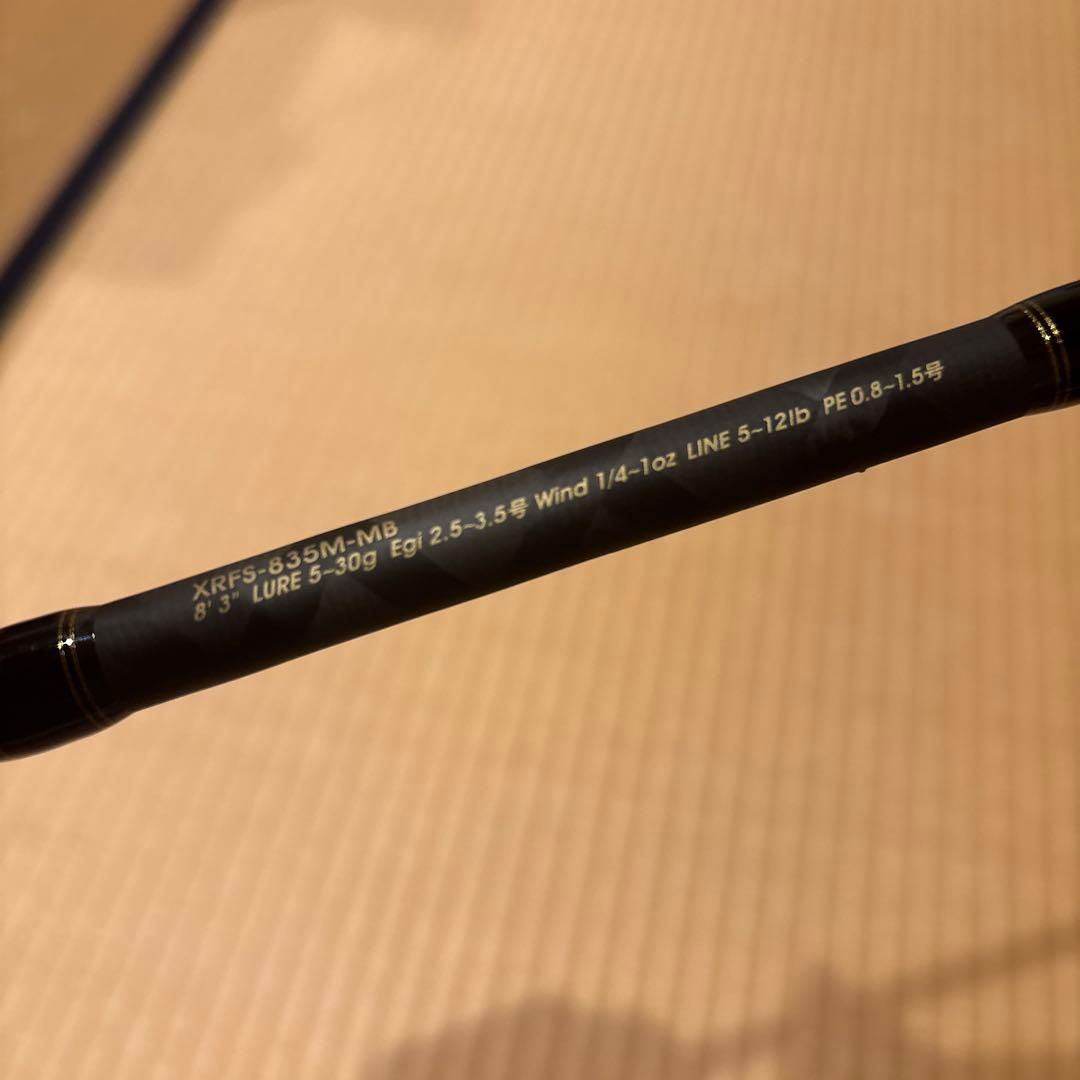 XRFS-835M-MB
8' 3" LURE 5~30g Egi 2.5~3.5号 Wind 1/4~1oz LINE 5~12lb PE 0.8~1.5号